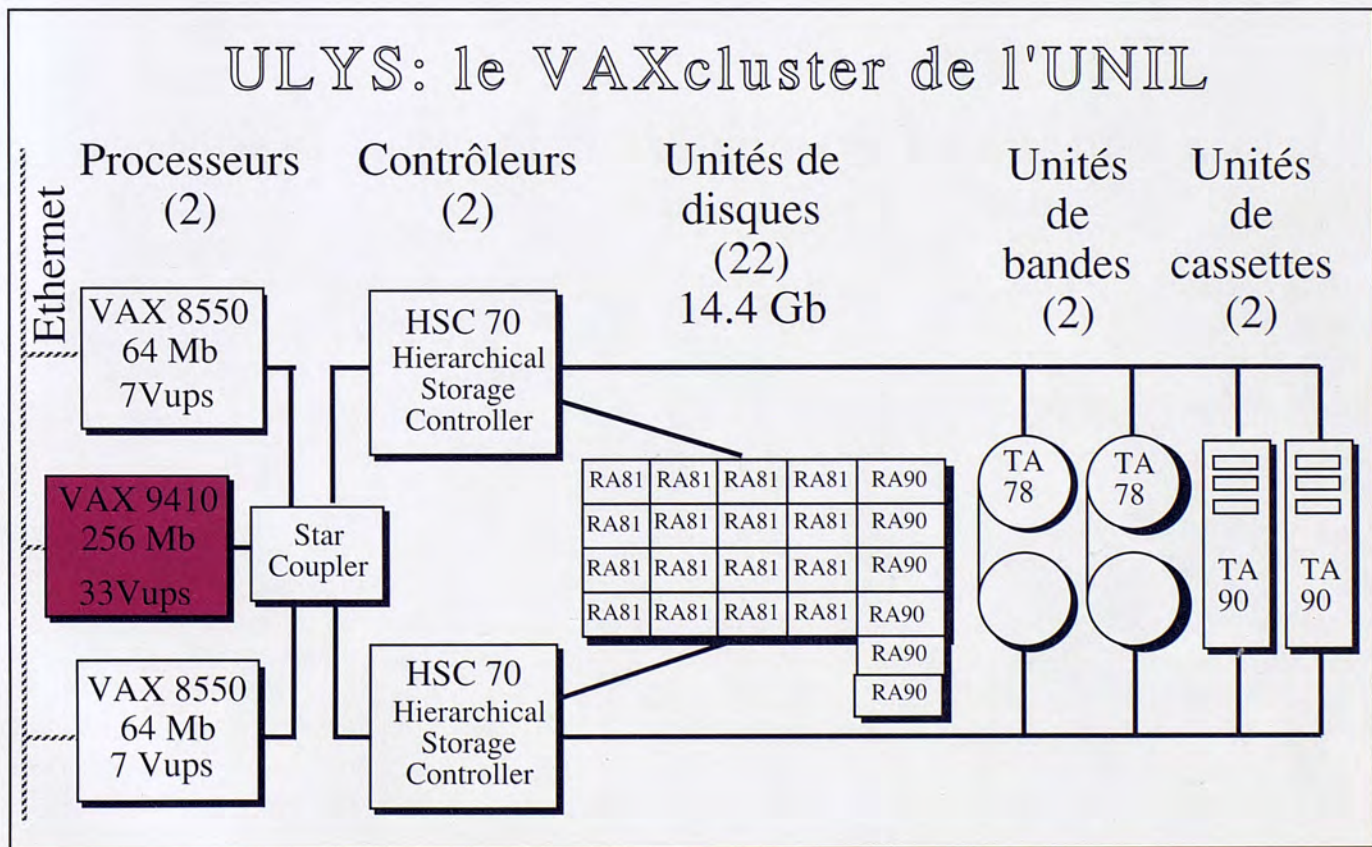 ULYS: le VAXcluster de l'UNIL
Ethernet
Processeurs
(2)
Contrôleurs
(2)
Unités de
disques
(22)
14.4 Gb
Unités
de
bandes
(2)
Unités
de
cassettes
(2)
VAX 8550
64 Mb
7Vups
VAX 9410
256 Mb
33Vups
VAX 8550
64 Mb
7 Vups
Star
Coupler
HSC 70
Hierarchical
Storage
Controller
HSC 70
Hierarchical
Storage
Controller
RA81 RA81 RA81 RA81 RA90
RA81 RA81 RA81 RA81 RA90
RA81 RA81 RA81 RA81 RA90
RA81 RA81 RA81 RA81 RA90
RA90
RA90
TA
78
TA
78
TA
90
TA
90